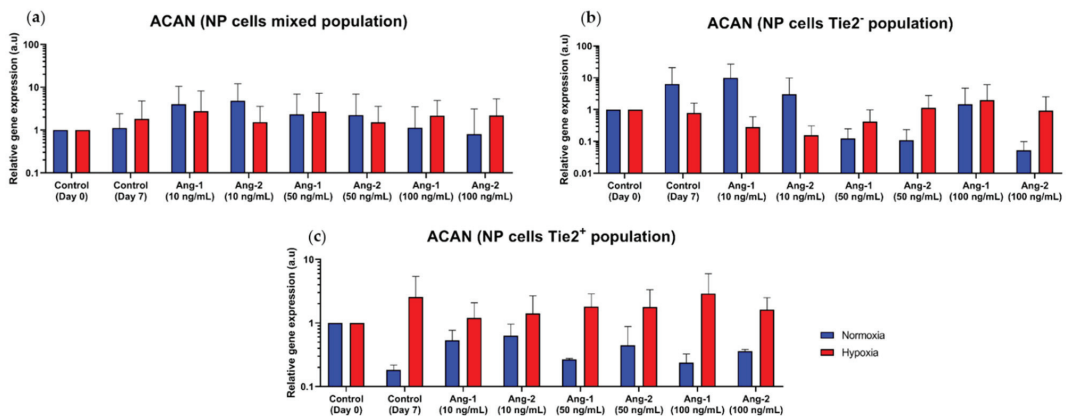 (a)
ACAN (NP cells mixed population)
Relative gene expression (a.u)
100
10
1
0.1
Control
(Day 0)
Control
(Day 7)
Ang-1
(10 ng/mL)
Ang-2
(10 ng/mL)
Ang-1
(50 ng/mL)
Ang-2
(50 ng/mL)
Ang-1
(100 ng/mL)
Ang-2
(100 ng/mL)
(b)
ACAN (NP cells Tie2⁻ population)
Relative gene expression (a.u)
100
10
1
0.1
0.01
Control
(Day 0)
Control
(Day 7)
Ang-1
(10 ng/mL)
Ang-2
(10 ng/mL)
Ang-1
(50 ng/mL)
Ang-2
(50 ng/mL)
Ang-1
(100 ng/mL)
Ang-2
(100 ng/mL)
(c)
ACAN (NP cells Tie2⁺ population)
Relative gene expression (a.u)
10
1
0.1
Control
(Day 0)
Control
(Day 7)
Ang-1
(10 ng/mL)
Ang-2
(10 ng/mL)
Ang-1
(50 ng/mL)
Ang-2
(50 ng/mL)
Ang-1
(100 ng/mL)
Ang-2
(100 ng/mL)
Normoxia
Hypoxia